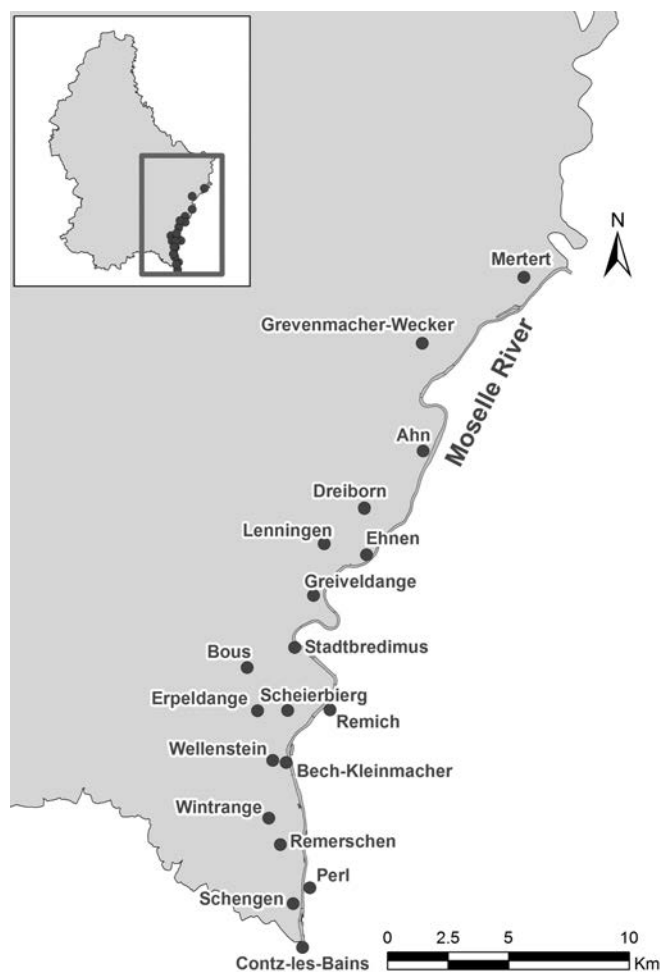 N
Mertert
Grevenmacher-Wecker
Moselle River
Ahn
Dreiborn
Lenningen
Ehnen
Greiveldange
Stadtbredimus
Bous
Erpeldange
Scheierbierg
Remich
Wellenstein
Bech-Kleinmacher
Wintrange
Remerschen
Perl
Schengen
Contz-les-Bains
0 2.5 5 10
Km